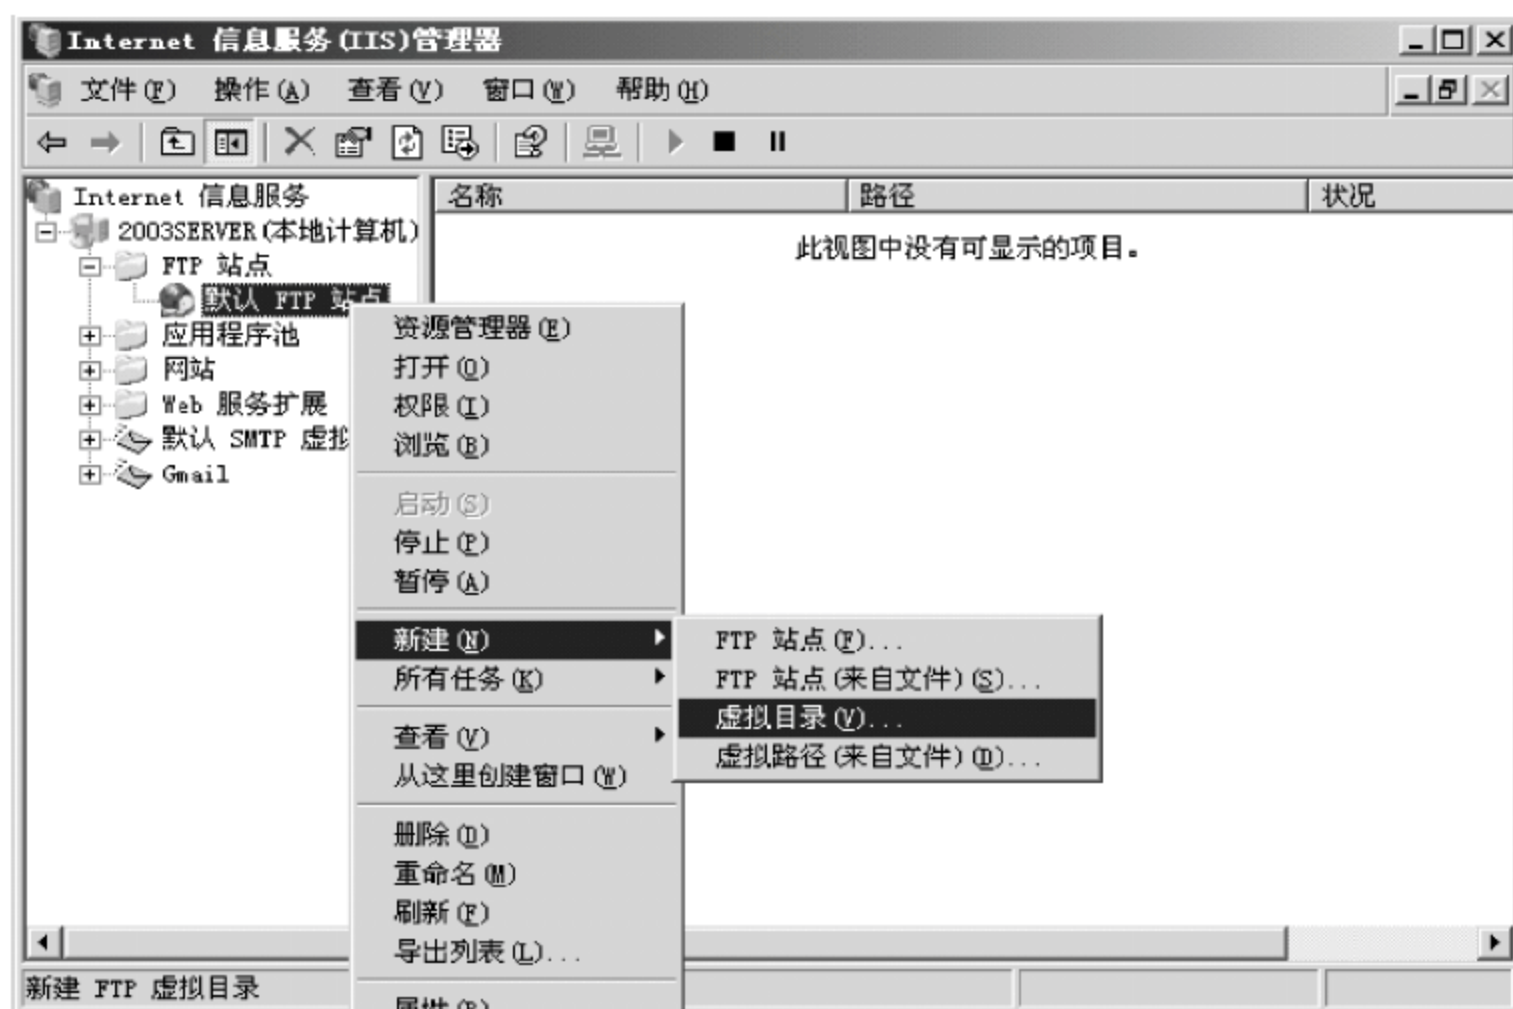 Internet 信息服务(IIS)管理器
文件(F) 操作(A) 查看(V) 窗口(W) 帮助(H)
Internet 信息服务
2003SERVER(本地计算机)
FTP 站点
默认 FTP 站点
应用程序池
网站
Web 服务扩展
默认 SMTP 虚拟
Gmail
名称 路径 状况
此视图中没有可显示的项目。
资源管理器(E)
打开(O)
权限(I)
浏览(B)
启动(S)
停止(P)
暂停(A)
新建(N)
所有任务(K)
查看(V)
从这里创建窗口(W)
删除(D)
重命名(M)
刷新(F)
导出列表(L)...
属性(R)
FTP 站点(F)...
FTP 站点(来自文件)(S)...
虚拟目录(V)...
虚拟路径(来自文件)(D)...
新建 FTP 虚拟目录